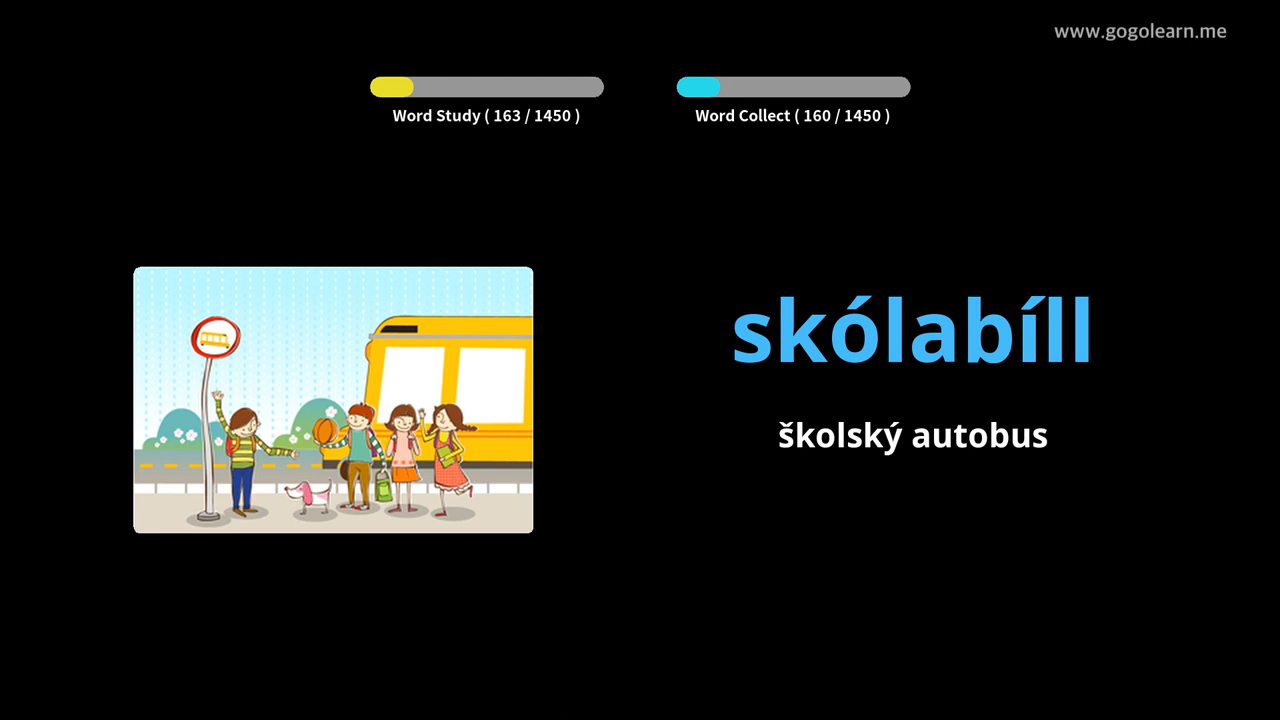 www.gogolearn.me
Word Study ( 163 / 1450 )
Word Collect ( 160 / 1450 )
skólabíll
školský autobus